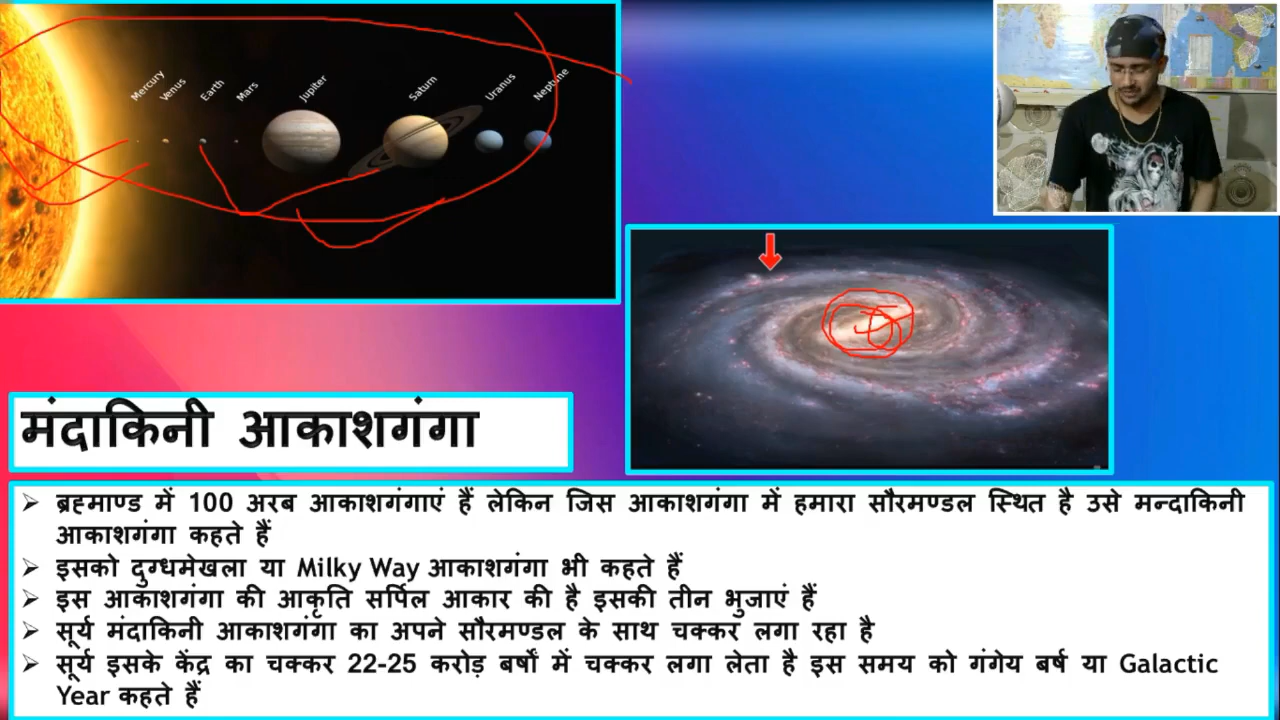 Mercury
Venus
Earth
Mars
Jupiter
Saturn
Uranus
Neptune
मंदाकिनी आकाशगंगा
➢ ब्रह्माण्ड में 100 अरब आकाशगंगाएं हैं लेकिन जिस आकाशगंगा में हमारा सौरमण्डल स्थित है उसे मन्दाकिनी
आकाशगंगा कहते हैं
➢ इसको दुग्धमेखला या Milky Way आकाशगंगा भी कहते हैं
➢ इस आकाशगंगा की आकृति सर्पिल आकार की है इसकी तीन भुजाएं हैं
➢ सूर्य मंदाकिनी आकाशगंगा का अपने सौरमण्डल के साथ चक्कर लगा रहा है
➢ सूर्य इसके केंद्र का चक्कर 22-25 करोड़ बर्षों में चक्कर लगा लेता है इस समय को गंगेय बर्ष या Galactic
Year कहते हैं